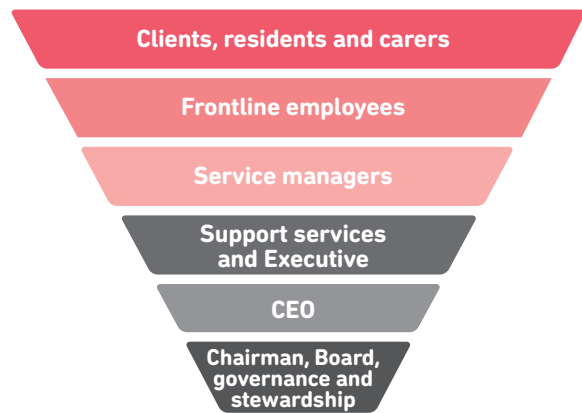 Clients, residents and carers
Frontline employees
Service managers
Support services
and Executive
CEO
Chairman, Board,
governance and
stewardship